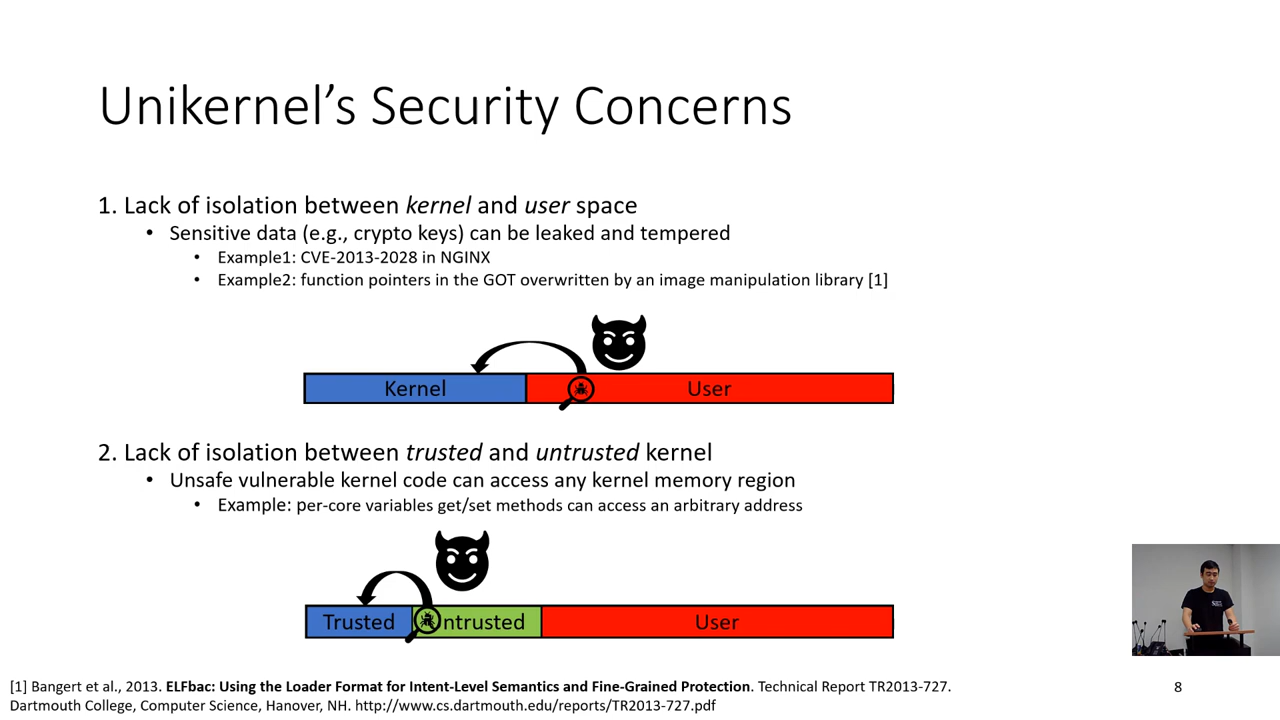 Unikernel’s Security Concerns
1. Lack of isolation between kernel and user space
• Sensitive data (e.g., crypto keys) can be leaked and tempered
• Example1: CVE-2013-2028 in NGINX
• Example2: function pointers in the GOT overwritten by an image manipulation library [1]
Kernel
User
2. Lack of isolation between trusted and untrusted kernel
• Unsafe vulnerable kernel code can access any kernel memory region
• Example: per-core variables get/set methods can access an arbitrary address
Trusted
ntrusted
User
[1] Bangert et al., 2013. ELFbac: Using the Loader Format for Intent-Level Semantics and Fine-Grained Protection. Technical Report TR2013-727.
Dartmouth College, Computer Science, Hanover, NH. http://www.cs.dartmouth.edu/reports/TR2013-727.pdf
8